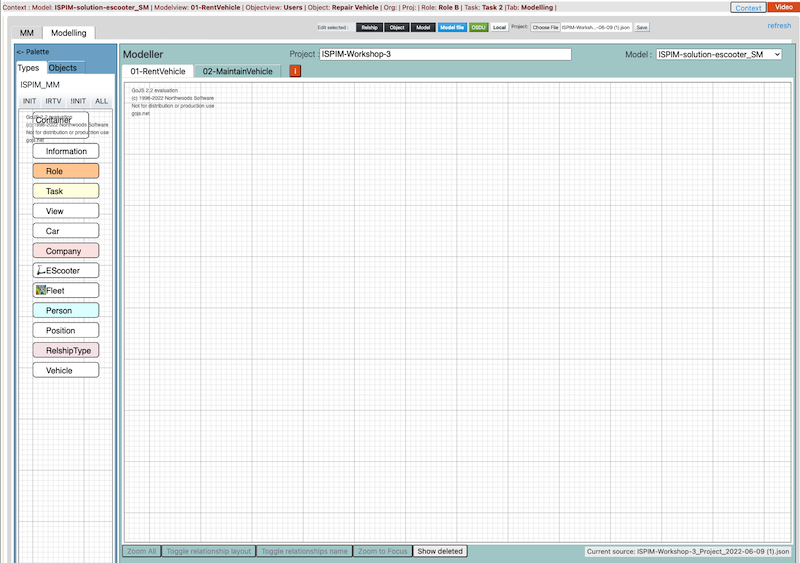 Context : Model: ISPIM-solution-escooter_SM | Modelview: 01-RentVehicle | Objectview: Users | Object: Repair Vehicle | Org: | Proj: | Role: Role B | Task: Task 2 |Tab: Modelling |
Context
Video
MM
Modelling
Edit selected :
Relship
Object
Model
Model file
OSDU
Local
Project:
Choose File
ISPIM-Worksh...-06-09 (1).json
Save
refresh
<- Palette
Types
Objects
ISPIM_MM
INIT
IRTV
!INIT
ALL
GoJS 2.2 evaluation
(c) 1998-2022 Northwoods Software
Not for distribution or production use
gojs.net
Container
Information
Role
Task
View
Car
Company
EScooter
Fleet
Person
Position
RelshipType
Vehicle
Modeller
Project :
ISPIM-Workshop-3
Model :
ISPIM-solution-escooter_SM
01-RentVehicle
02-MaintainVehicle
GoJS 2.2 evaluation
(c) 1998-2022 Northwoods Software
Not for distribution or production use
gojs.net
Zoom All
Toggle relationship layout
Toggle relationships name
Zoom to Focus
Show deleted
Current source: ISPIM-Workshop-3_Project_2022-06-09 (1).json